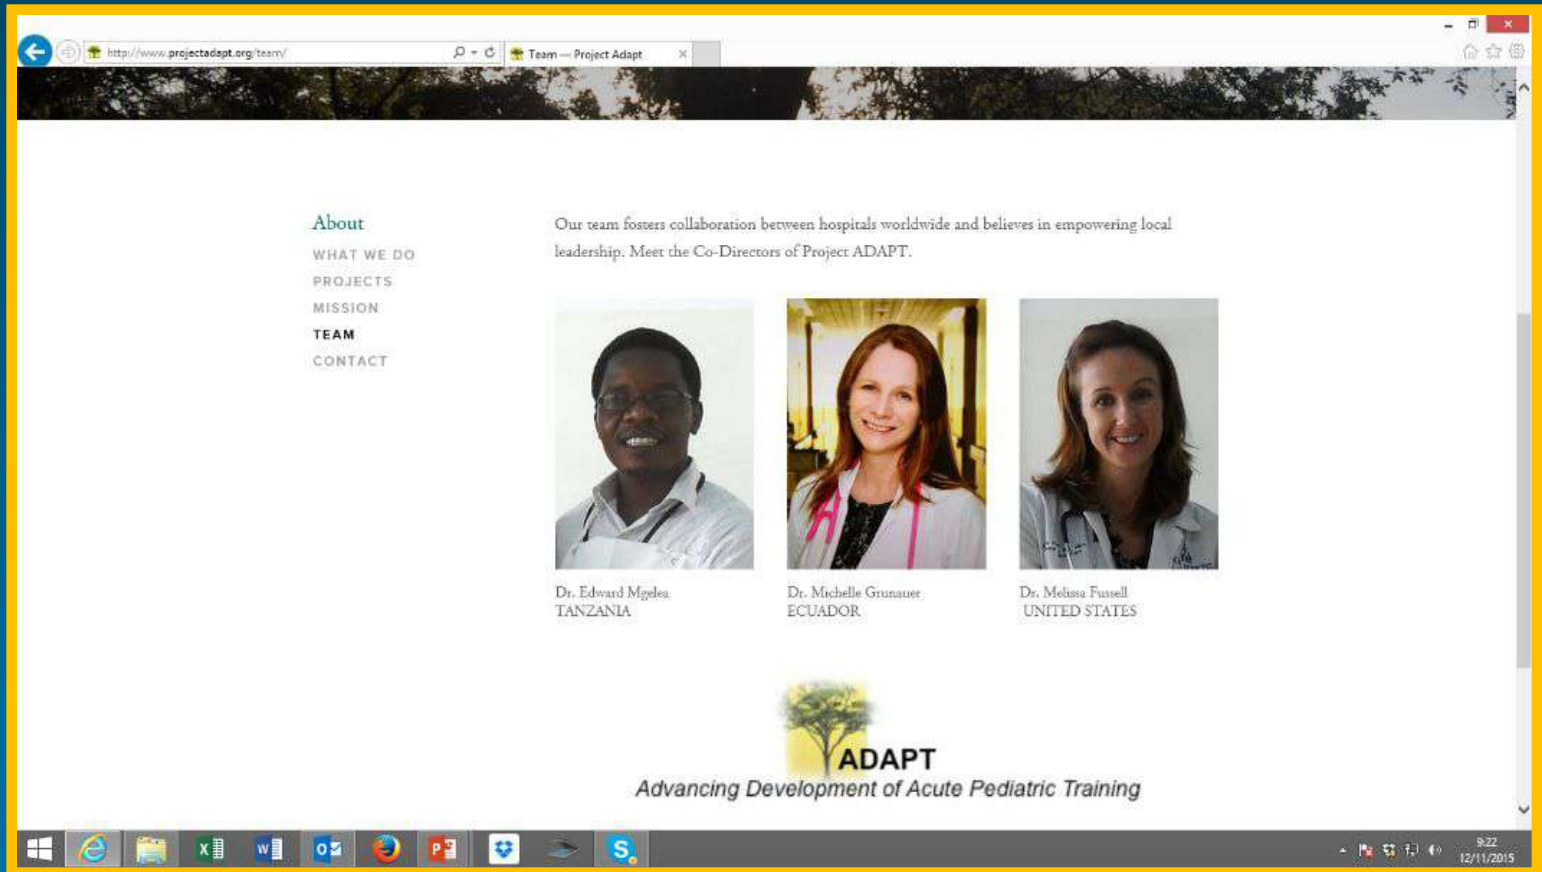 http://www.projectadapt.org/team/
Team — Project Adapt
About
WHAT WE DO
PROJECTS
MISSION
TEAM
CONTACT
Our team fosters collaboration between hospitals worldwide and believes in empowering local
leadership. Meet the Co-Directors of Project ADAPT.
Dr. Edward Mgelea
TANZANIA
Dr. Michelle Grunauer
ECUADOR
Dr. Melissa Fussell
UNITED STATES
ADAPT
Advancing Development of Acute Pediatric Training
9:22
12/11/2015